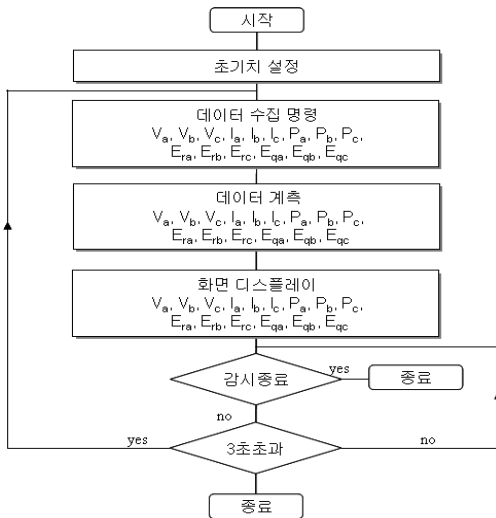 시작
초기치 설정
데이터 수집 명령
Va, Vb, Vc, Ia, Ib, Ic, Pa, Pb, Pc,
Era, Erb, Erc, Eqa, Eqb, Eqc
데이터 계측
Va, Vb, Vc, Ia, Ib, Ic, Pa, Pb, Pc,
Era, Erb, Erc, Eqa, Eqb, Eqc
화면 디스플레이
Va, Vb, Vc, Ia, Ib, Ic, Pa, Pb, Pc,
Era, Erb, Erc, Eqa, Eqb, Eqc
감시종료
yes
종료
no
yes
3초초과
no
종료